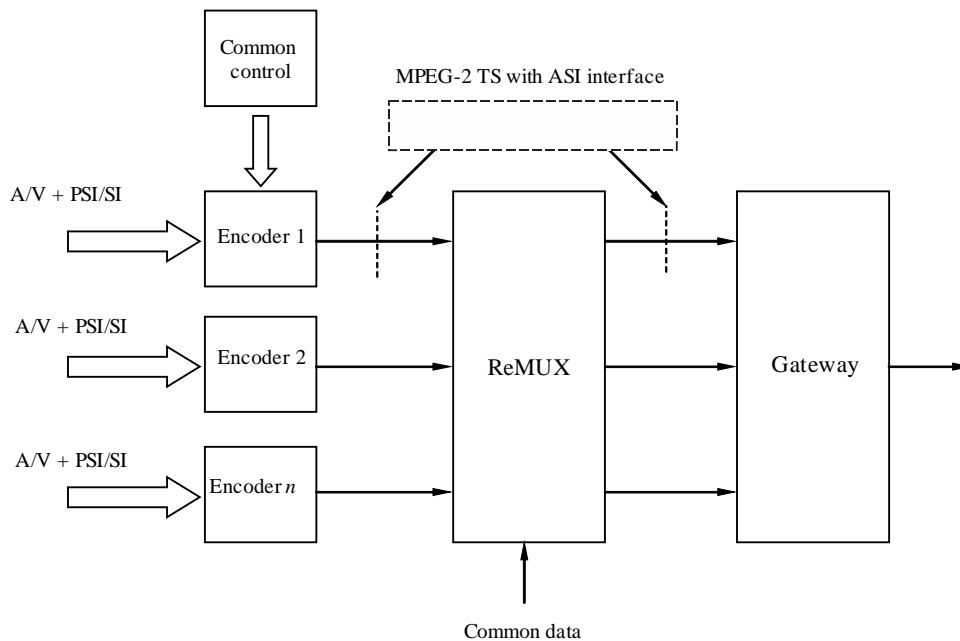 Common
control
MPEG-2 TS with ASI interface
A/V + PSI/SI
Encoder 1
A/V + PSI/SI
Encoder 2
ReMUX
Gateway
A/V + PSI/SI
Encoder n
Common data